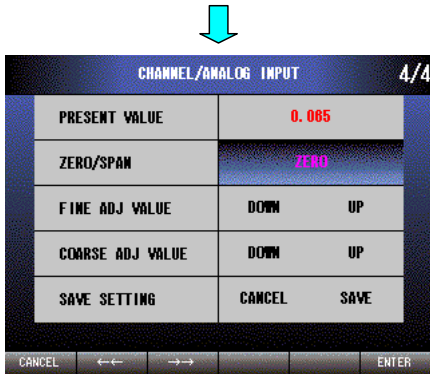 CHANNEL/ANALOG INPUT 4/4
PRESENT VALUE 0.065
ZERO/SPAN ZERO
FINE ADJ VALUE DOWN UP
COARSE ADJ VALUE DOWN UP
SAVE SETTING CANCEL SAVE
CANCEL ←← →→ ENTER